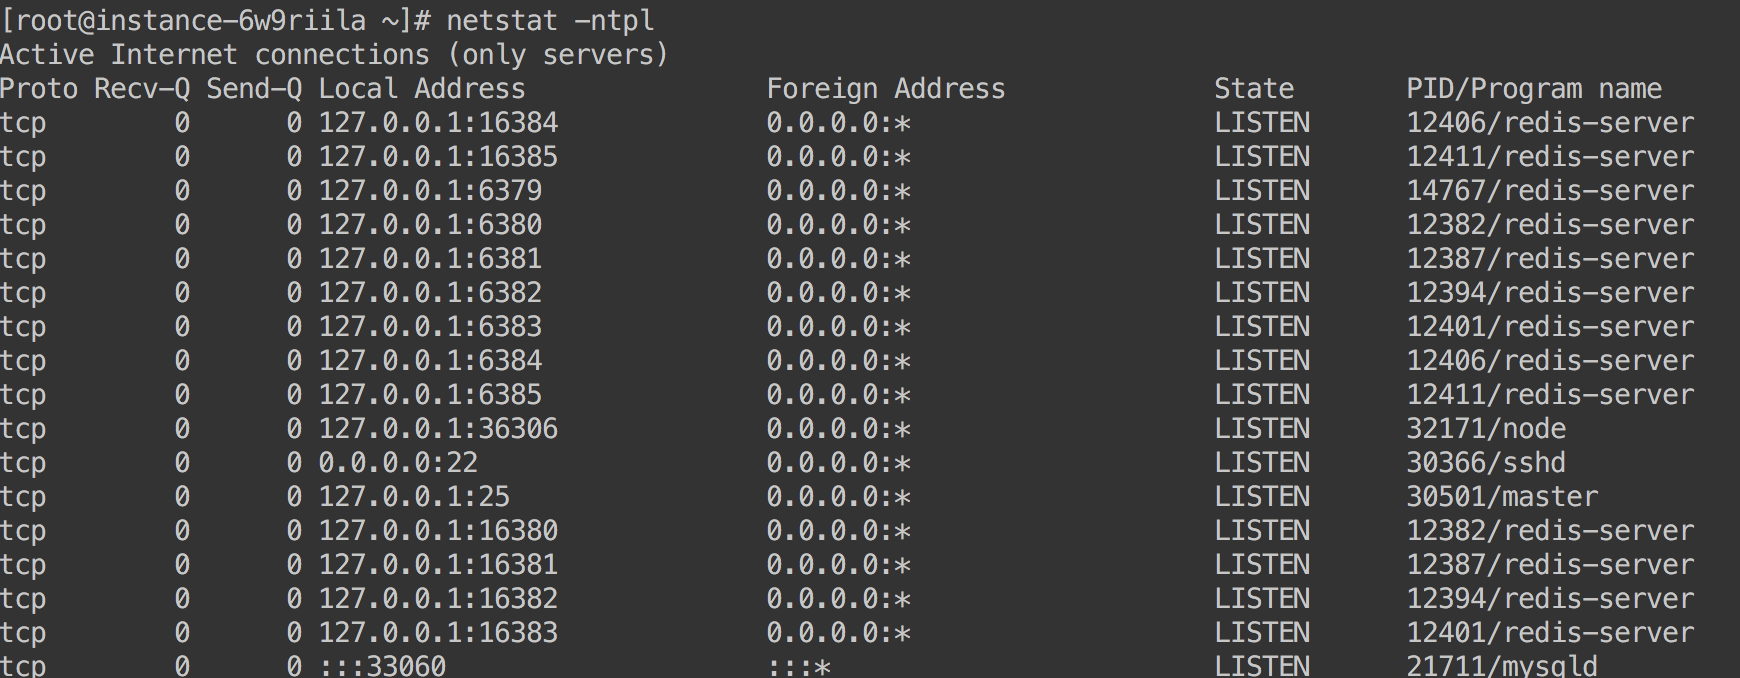 [root@instance-6w9riila ~]# netstat -ntpl
Active Internet connections (only servers)
Proto Recv-Q Send-Q Local Address           Foreign Address         State       PID/Program name
tcp        0      0 127.0.0.1:16384         0.0.0.0:*               LISTEN      12406/redis-server
tcp        0      0 127.0.0.1:16385         0.0.0.0:*               LISTEN      12411/redis-server
tcp        0      0 127.0.0.1:6379          0.0.0.0:*               LISTEN      14767/redis-server
tcp        0      0 127.0.0.1:6380          0.0.0.0:*               LISTEN      12382/redis-server
tcp        0      0 127.0.0.1:6381          0.0.0.0:*               LISTEN      12387/redis-server
tcp        0      0 127.0.0.1:6382          0.0.0.0:*               LISTEN      12394/redis-server
tcp        0      0 127.0.0.1:6383          0.0.0.0:*               LISTEN      12401/redis-server
tcp        0      0 127.0.0.1:6384          0.0.0.0:*               LISTEN      12406/redis-server
tcp        0      0 127.0.0.1:6385          0.0.0.0:*               LISTEN      12411/redis-server
tcp        0      0 127.0.0.1:36306         0.0.0.0:*               LISTEN      32171/node
tcp        0      0 0.0.0.0:22              0.0.0.0:*               LISTEN      30366/sshd
tcp        0      0 127.0.0.1:25            0.0.0.0:*               LISTEN      30501/master
tcp        0      0 127.0.0.1:16380         0.0.0.0:*               LISTEN      12382/redis-server
tcp        0      0 127.0.0.1:16381         0.0.0.0:*               LISTEN      12387/redis-server
tcp        0      0 127.0.0.1:16382         0.0.0.0:*               LISTEN      12394/redis-server
tcp        0      0 127.0.0.1:16383         0.0.0.0:*               LISTEN      12401/redis-server
tcp        0      0 :::33060                :::*                    LISTEN      21711/mysqld